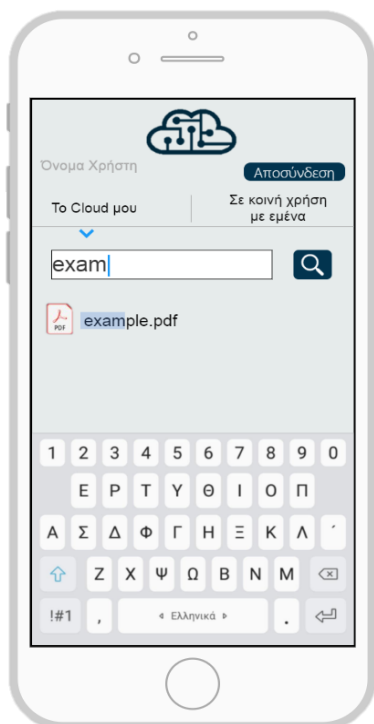 Όνομα Χρήστη
Αποσύνδεση
Το Cloud μου
Σε κοινή χρήση
με εμένα
exam
PDF
example.pdf
1 2 3 4 5 6 7 8 9 0
Ε Ρ Τ Υ Θ Ι Ο Π
Α Σ Δ Φ Γ Η Ξ Κ Λ ΄
Ζ Χ Ψ Ω Β Ν Μ
!#1 , Ελληνικά .